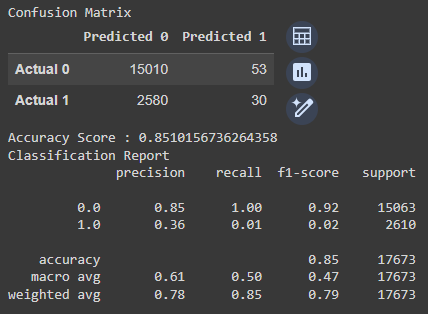 Confusion Matrix
Predicted 0 Predicted 1
Actual 0 15010 53
Actual 1 2580 30
Accuracy Score : 0.8510156736264358
Classification Report
precision recall f1-score support
0.0 0.85 1.00 0.92 15063
1.0 0.36 0.01 0.02 2610
accuracy 0.85 17673
macro avg 0.61 0.50 0.47 17673
weighted avg 0.78 0.85 0.79 17673